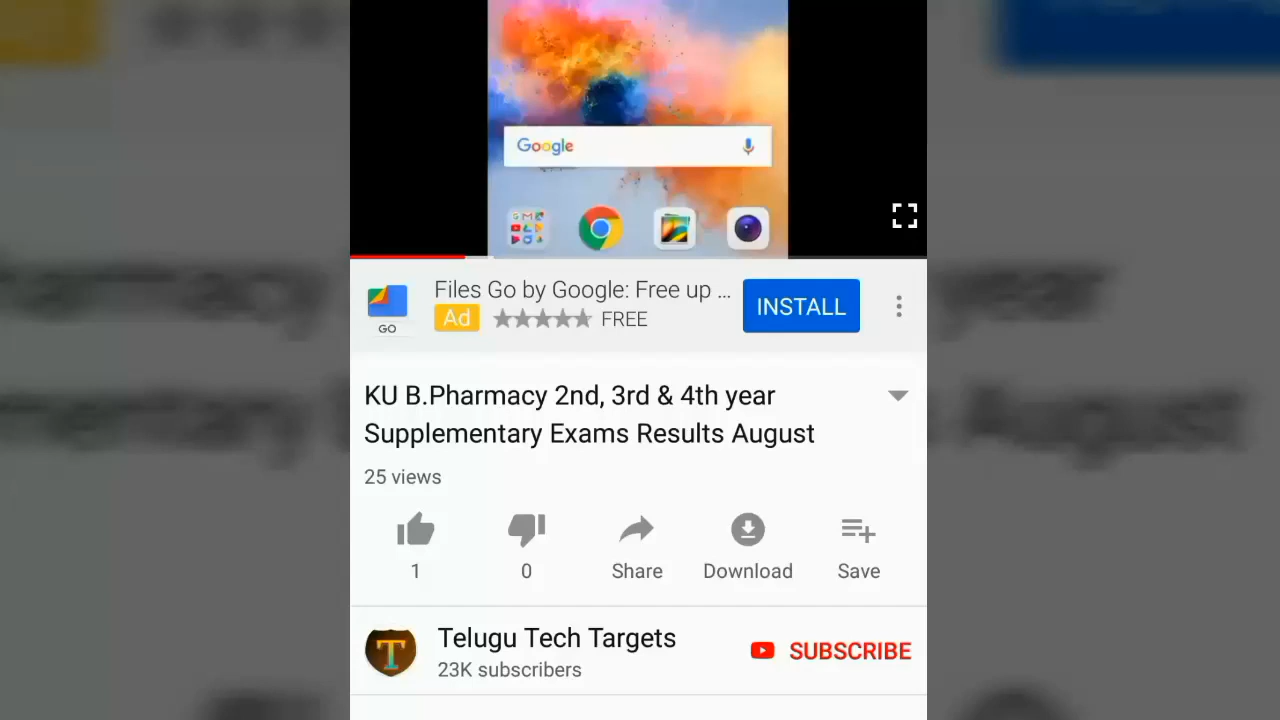 Google
Files Go by Google: Free up ...
Ad FREE
INSTALL
GO
KU B.Pharmacy 2nd, 3rd & 4th year
Supplementary Exams Results August
25 views
1
0
Share
Download
Save
T
Telugu Tech Targets
23K subscribers
SUBSCRIBE